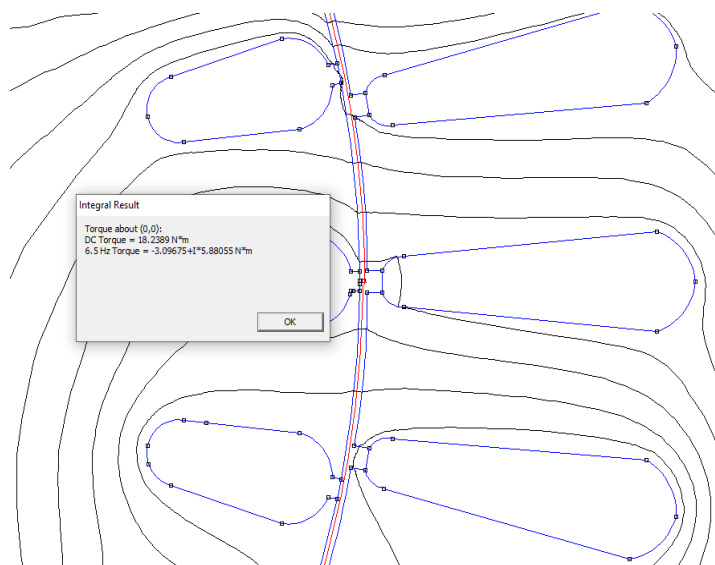 Integral Result
Torque about (0,0):
DC Torque = 18.2389 N*m
6.5 Hz Torque = -3.09675+I*5.88055 N*m
OK